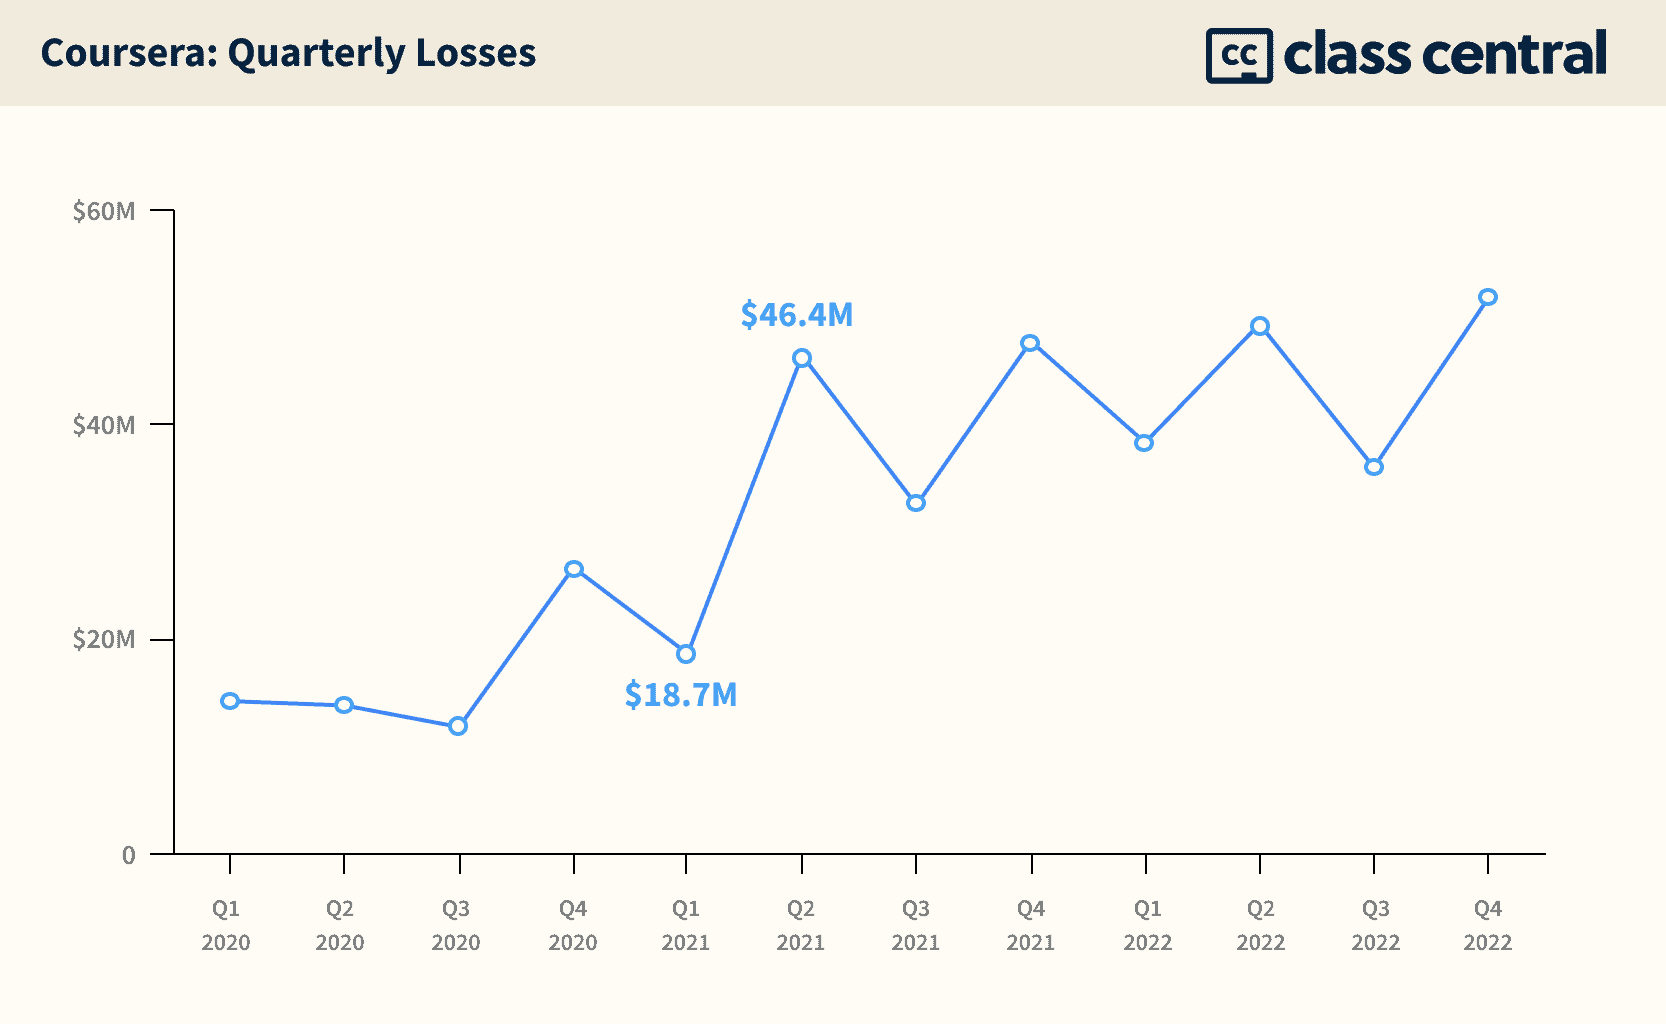 Coursera: Quarterly Losses
cc class central
$60M
$46.4M
$40M
$20M
$18.7M
0
Q1 Q2 Q3 Q4 Q1 Q2 Q3 Q4 Q1 Q2 Q3 Q4
2020 2020 2020 2020 2021 2021 2021 2021 2022 2022 2022 2022